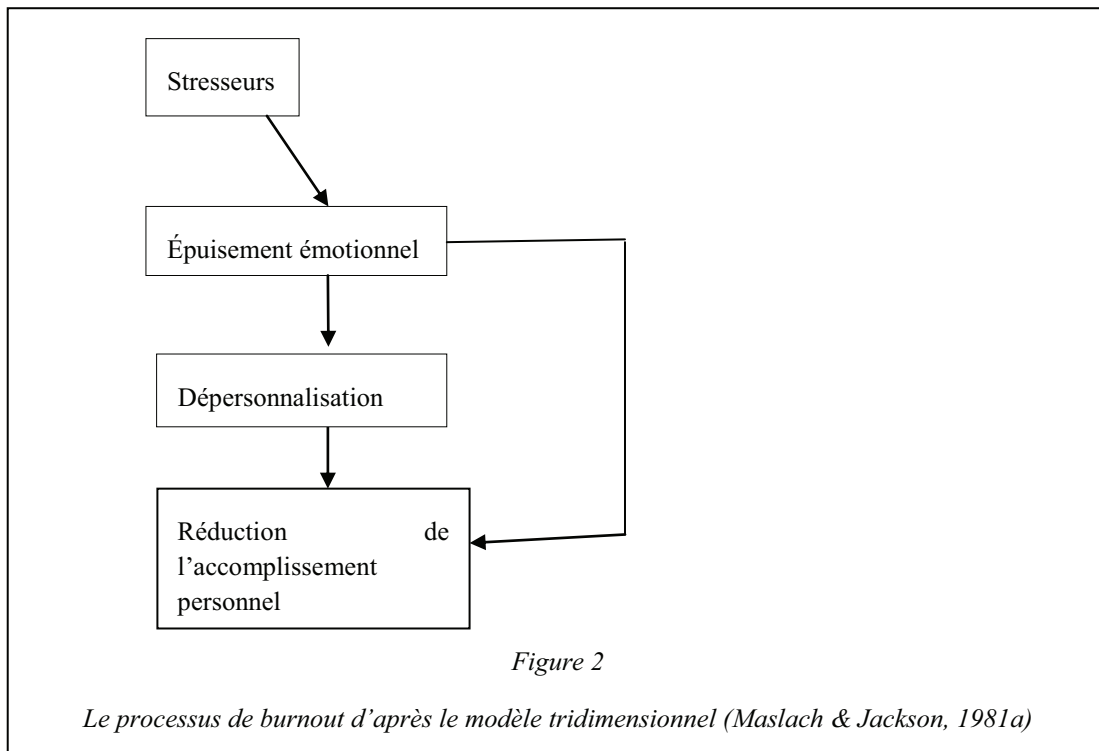 Stresseurs
Épuisement émotionnel
Dépersonnalisation
Réduction de
l’accomplissement
personnel
Figure 2
Le processus de burnout d’après le modèle tridimensionnel (Maslach & Jackson, 1981a)